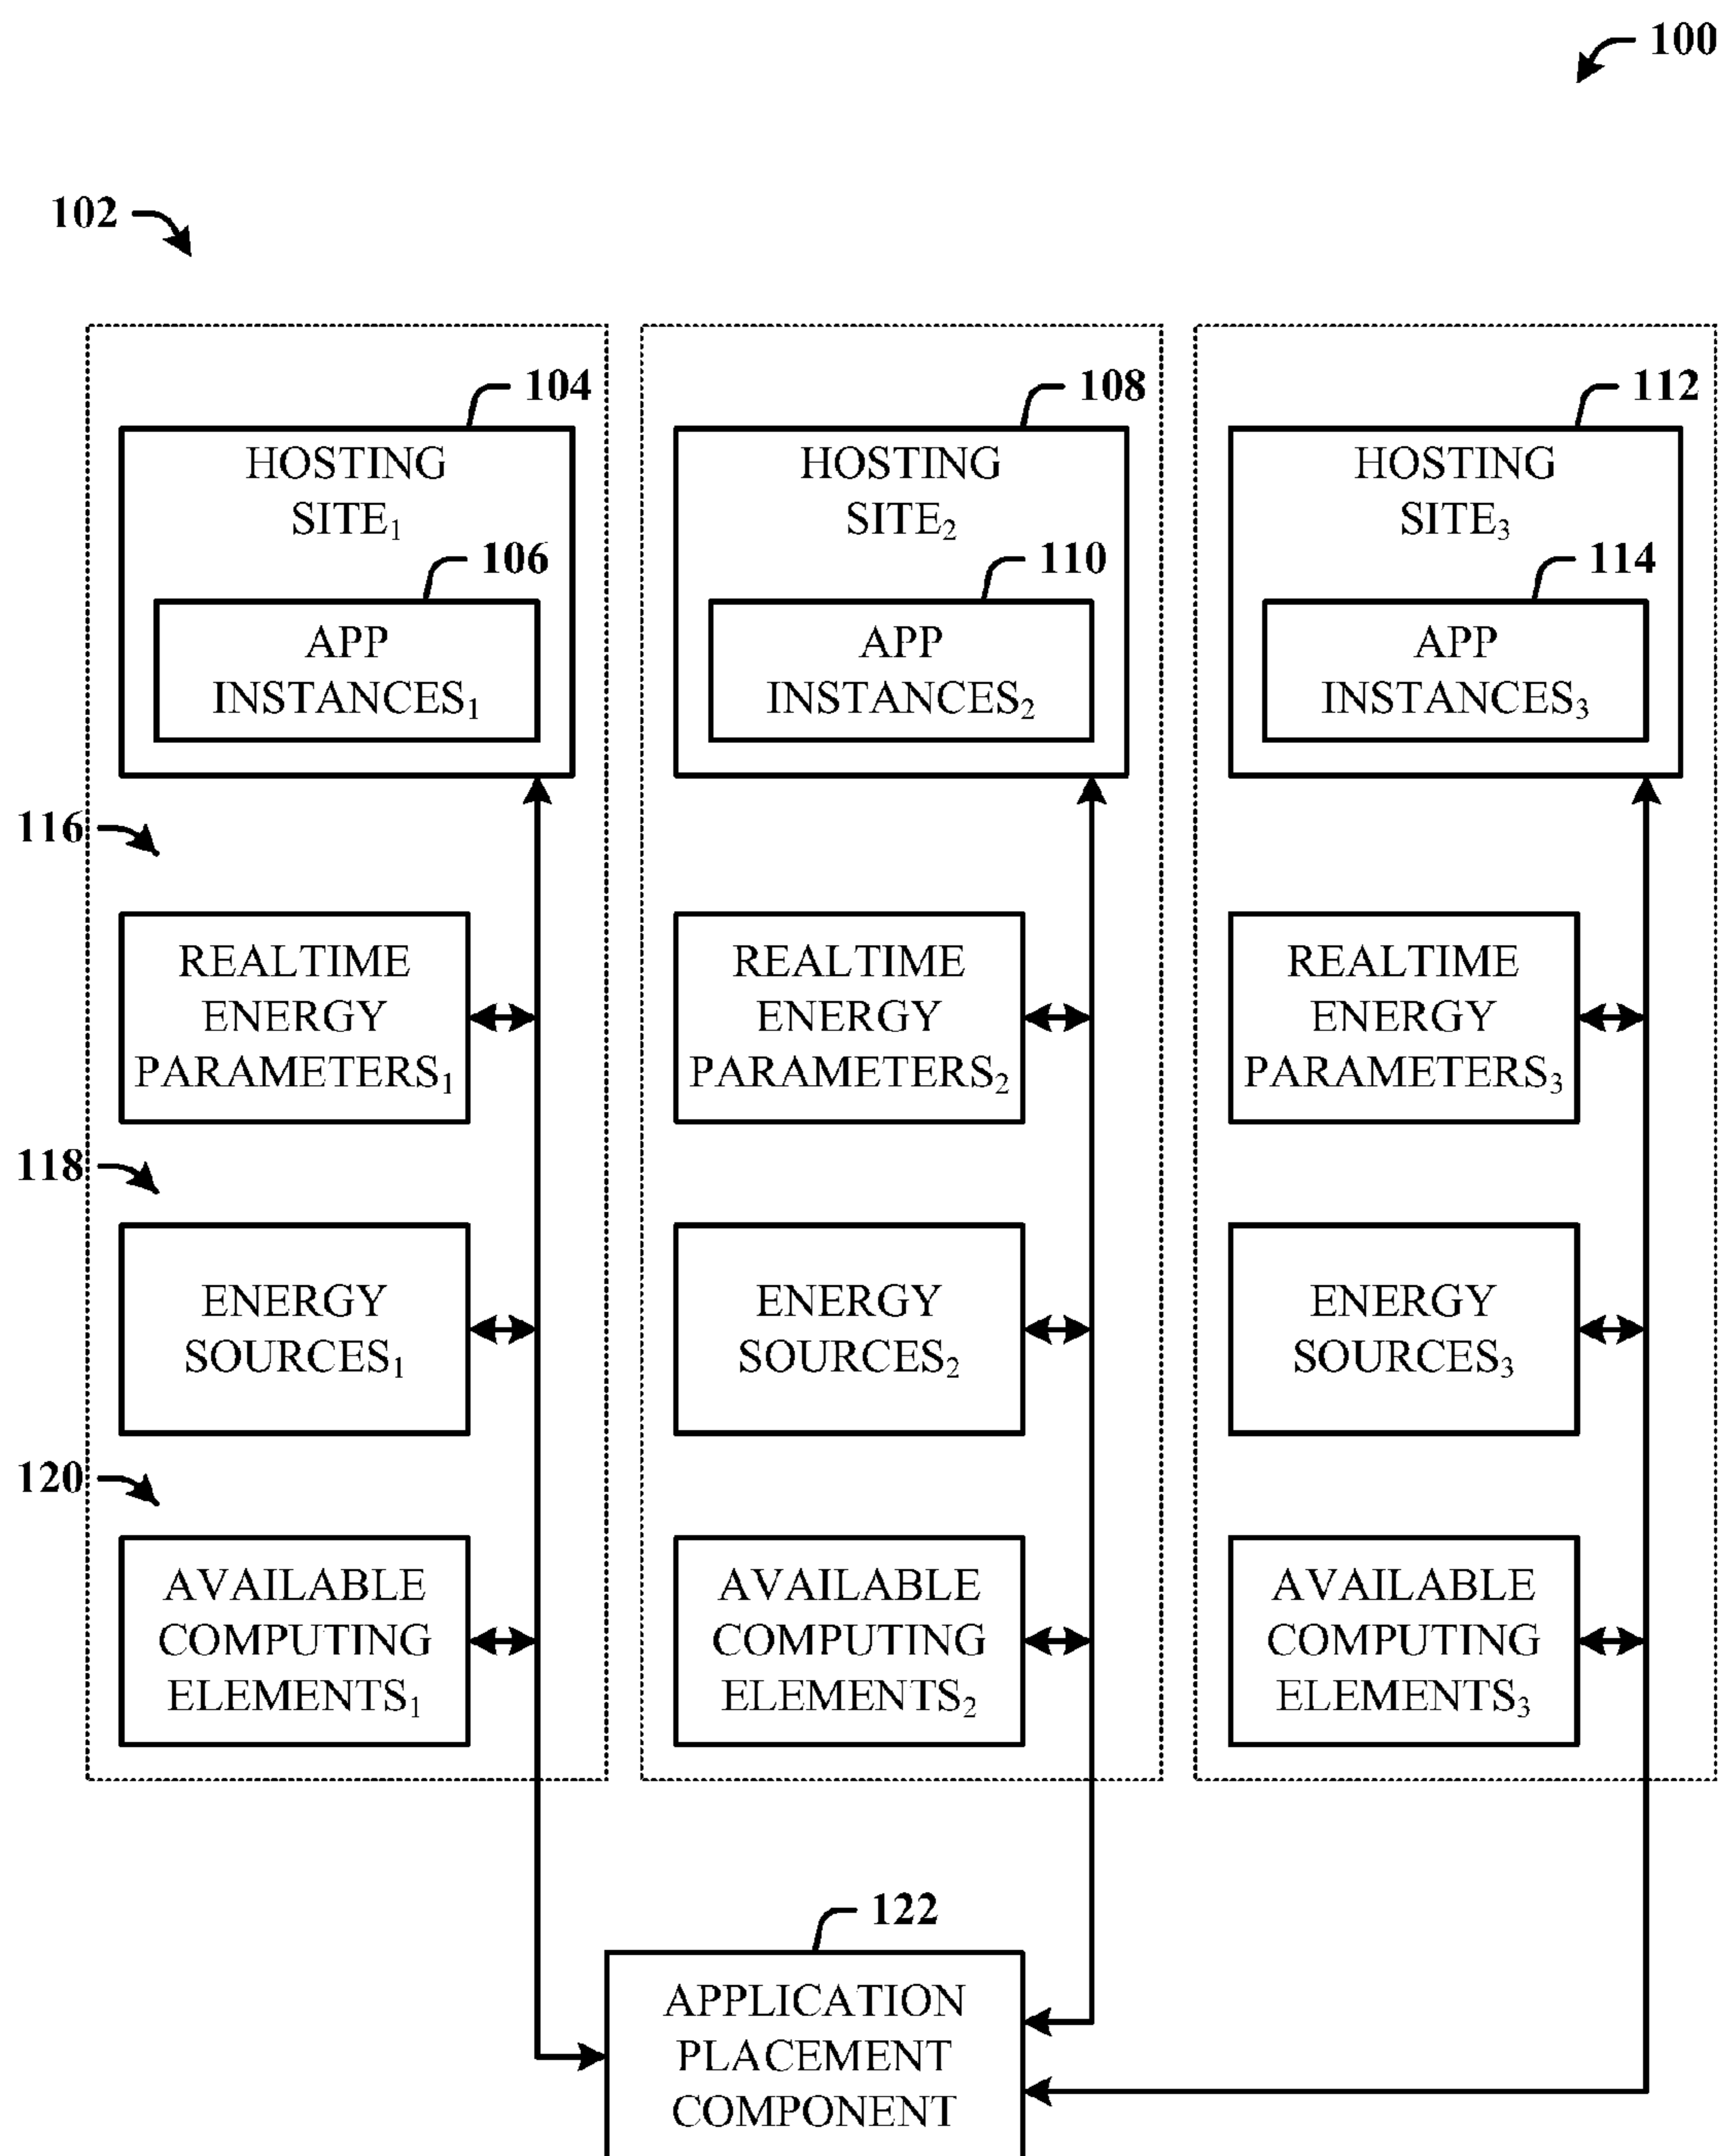 100
102
104
HOSTING
SITE₁
106
APP
INSTANCES₁
108
HOSTING
SITE₂
110
APP
INSTANCES₂
112
HOSTING
SITE₃
114
APP
INSTANCES₃
116
REALTIME
ENERGY
PARAMETERS₁
REALTIME
ENERGY
PARAMETERS₂
REALTIME
ENERGY
PARAMETERS₃
118
ENERGY
SOURCES₁
ENERGY
SOURCES₂
ENERGY
SOURCES₃
120
AVAILABLE
COMPUTING
ELEMENTS₁
AVAILABLE
COMPUTING
ELEMENTS₂
AVAILABLE
COMPUTING
ELEMENTS₃
122
APPLICATION
PLACEMENT
COMPONENT